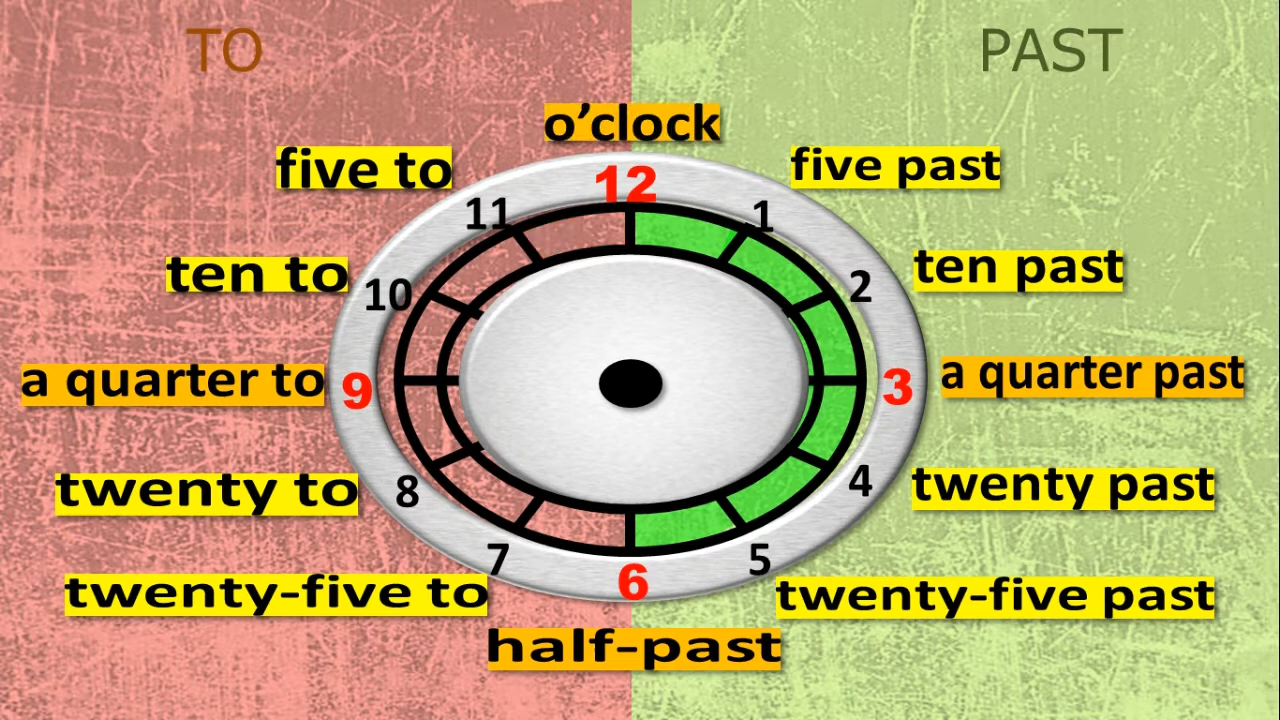 TO
PAST
o’clock
five to
five past
12
11
1
ten to
ten past
10
2
a quarter to
9
3
a quarter past
twenty to
8
4
twenty past
7
5
twenty-five to
6
twenty-five past
half-past